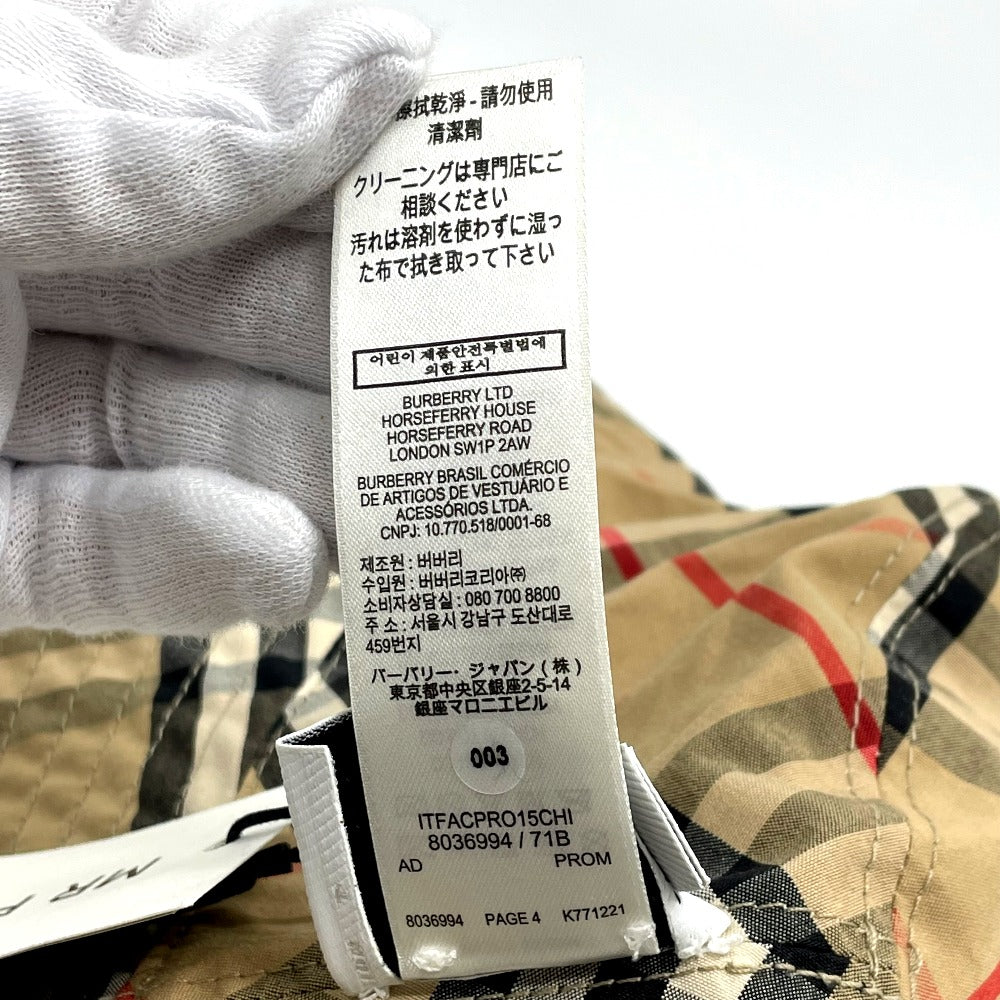 擦拭乾淨 - 請勿使用
清潔劑
クリーニングは専門店にご
相談ください
汚れは溶剤を使わずに湿っ
た布で拭き取って下さい
어린이 제품안전특별법에
의한 표시
BURBERRY LTD
HORSEFERRY HOUSE
HORSEFERRY ROAD
LONDON SW1P 2AW
BURBERRY BRASIL COMÉRCIO
DE ARTIGOS DE VESTUÁRIO E
ACESSÓRIOS LTDA.
CNPJ: 10.770.518/0001-68
제조원 : 버버리
수입원 : 버버리코리아㈜
소비자상담실 : 080 700 8800
주 소 : 서울시 강남구 도산대로
459번지
バーバリー・ジャパン ( 株 )
東京都中央区銀座2-5-14
銀座マロニエビル
003
ITFACPRO15CHI
8036994 / 71B
AD PROM
8036994 PAGE 4 K771221
MR